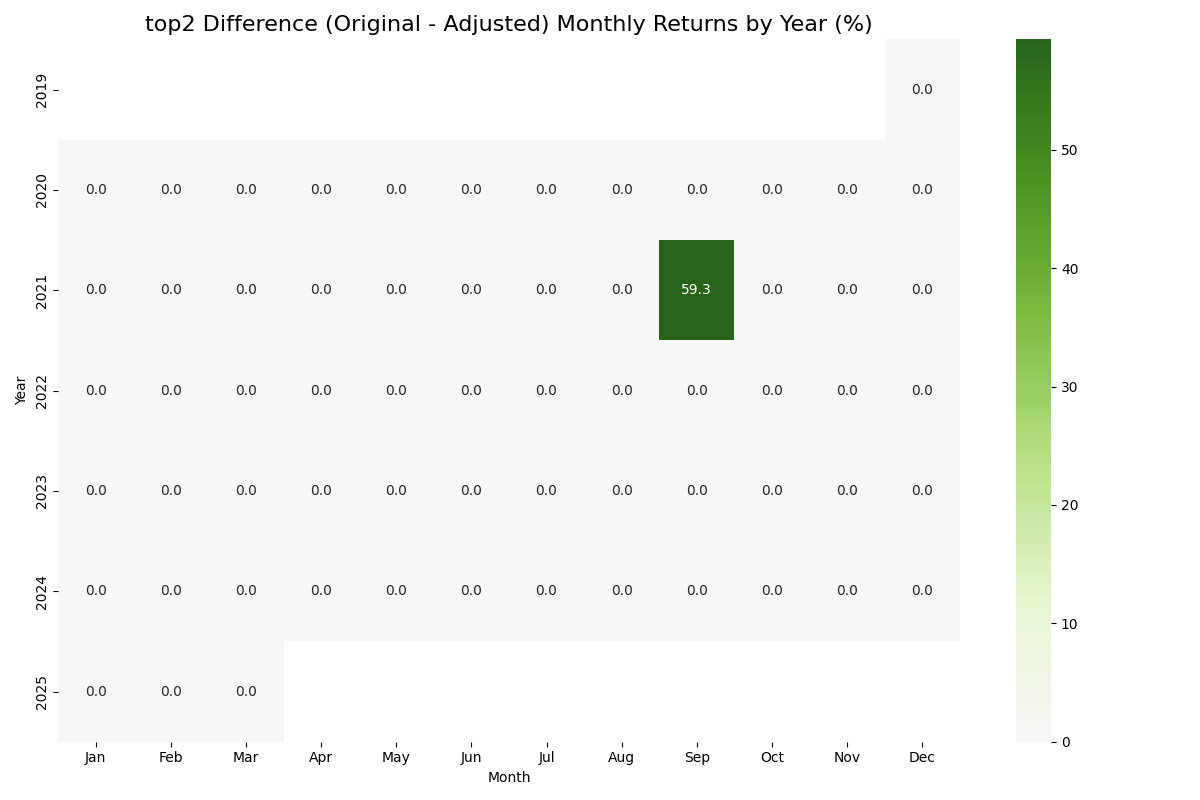 top2 Difference (Original - Adjusted) Monthly Returns by Year (%)
2019
0.0
2020
0.0 0.0 0.0 0.0 0.0 0.0 0.0 0.0 0.0 0.0 0.0 0.0
2021
0.0 0.0 0.0 0.0 0.0 0.0 0.0 0.0 59.3 0.0 0.0 0.0
2022
0.0 0.0 0.0 0.0 0.0 0.0 0.0 0.0 0.0 0.0 0.0 0.0
2023
0.0 0.0 0.0 0.0 0.0 0.0 0.0 0.0 0.0 0.0 0.0 0.0
2024
0.0 0.0 0.0 0.0 0.0 0.0 0.0 0.0 0.0 0.0 0.0 0.0
2025
0.0 0.0 0.0
Year
Jan Feb Mar Apr May Jun Jul Aug Sep Oct Nov Dec
Month
50
40
30
20
10
0